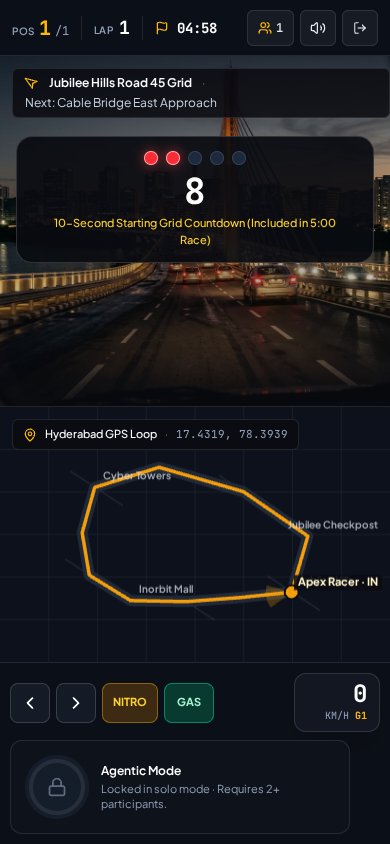 POS 1 /1 LAP 1 04:58 1
Jubilee Hills Road 45 Grid ·
Next: Cable Bridge East Approach
8
10-Second Starting Grid Countdown (Included in 5:00
Race)
Hyderabad GPS Loop · 17.4319, 78.3939
Cyber Towers
Jubilee Checkpost
Apex Racer · IN
Inorbit Mall
NITRO GAS 0
KM/H G1
Agentic Mode
Locked in solo mode · Requires 2+
participants.